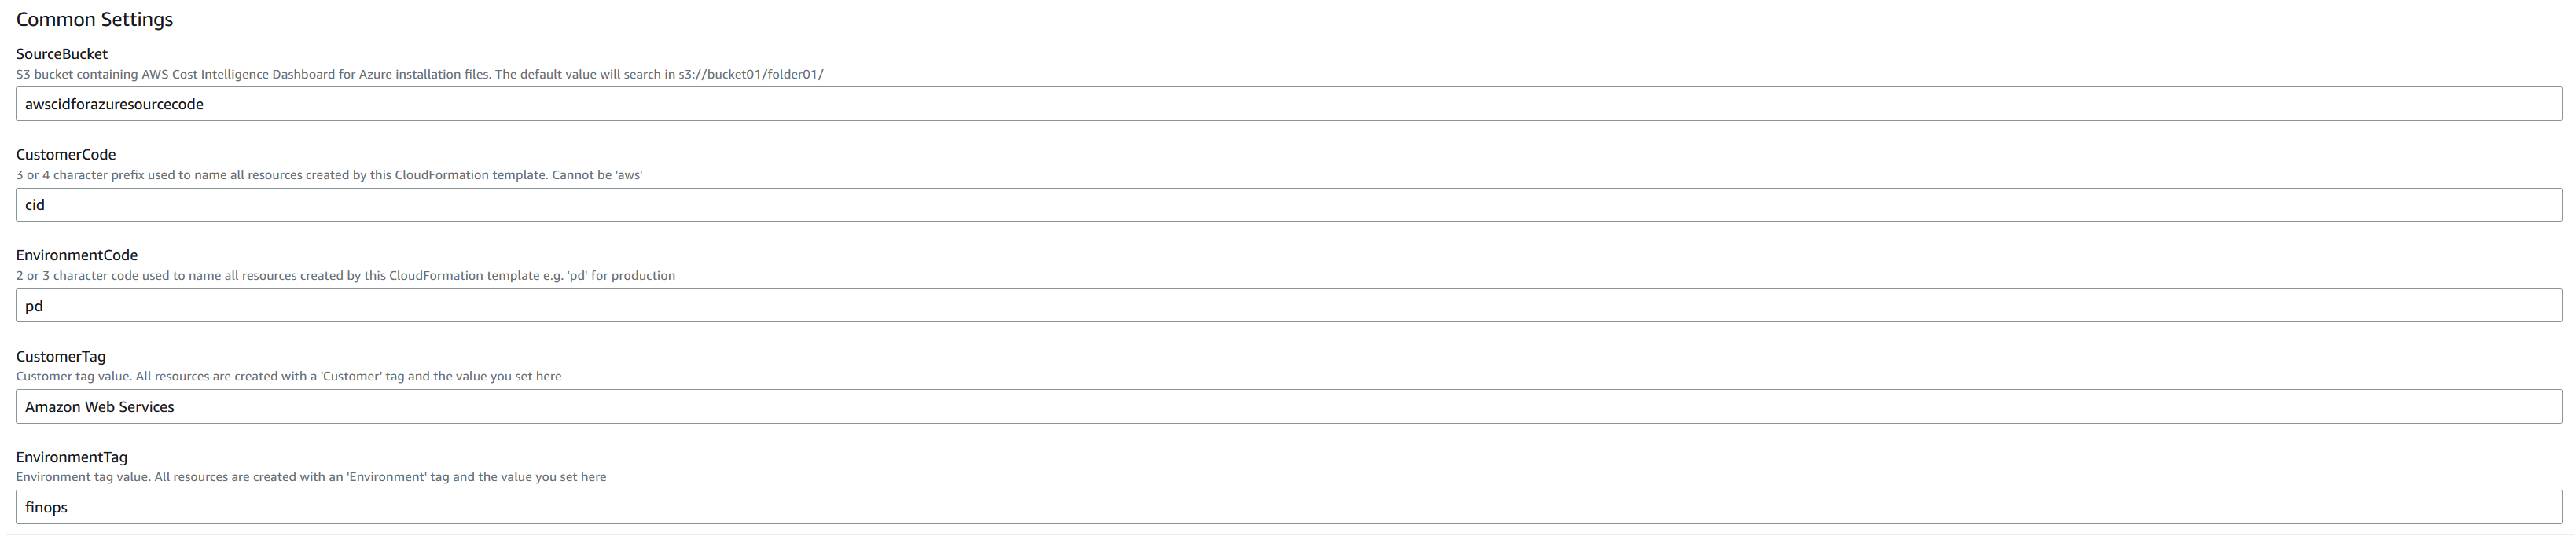 Common Settings
SourceBucket
S3 bucket containing AWS Cost Intelligence Dashboard for Azure installation files. The default value will search in s3://bucket01/folder01/
awscidforazuresourcecode
CustomerCode
3 or 4 character prefix used to name all resources created by this CloudFormation template. Cannot be 'aws'
cid
EnvironmentCode
2 or 3 character code used to name all resources created by this CloudFormation template e.g. 'pd' for production
pd
CustomerTag
Customer tag value. All resources are created with a 'Customer' tag and the value you set here
Amazon Web Services
EnvironmentTag
Environment tag value. All resources are created with an 'Environment' tag and the value you set here
finops